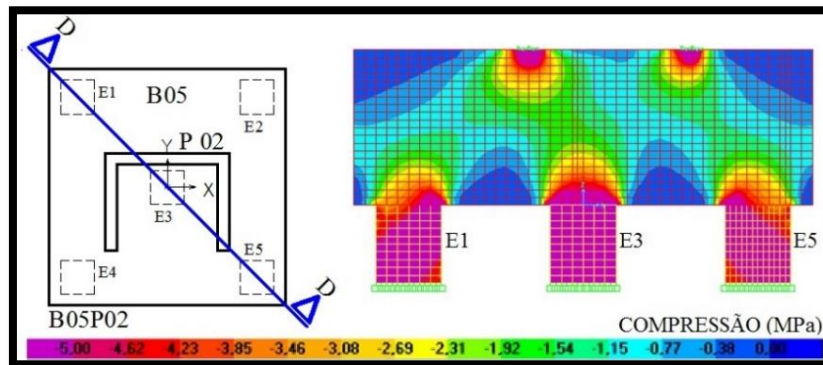 D
E1
B05
E2
P 02
Y
X
E3
E4
E5
D
B05P02
E1
E3
E5
COMPRESSÃO (MPa)
-5,00 -4,62 -4,23 -3,85 -3,46 -3,08 -2,69 -2,31 -1,92 -1,54 -1,15 -0,77 -0,38 0,00